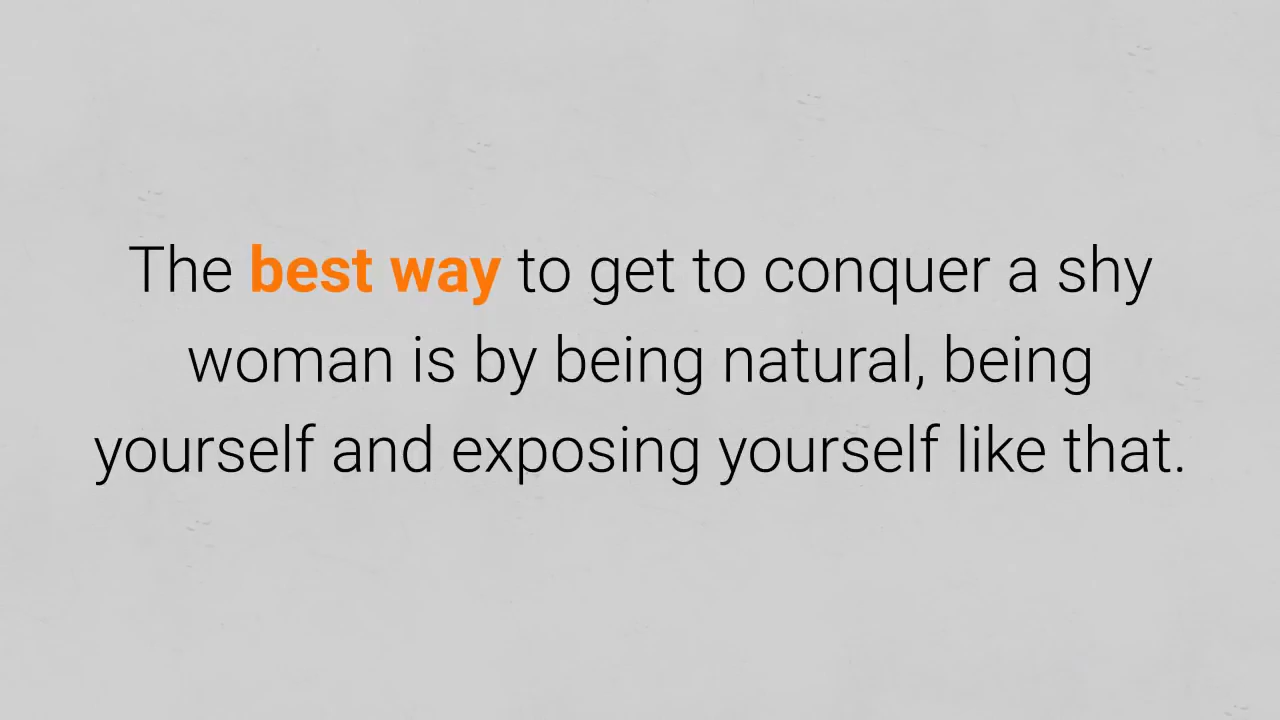 The best way to get to conquer a shy
woman is by being natural, being
yourself and exposing yourself like that.